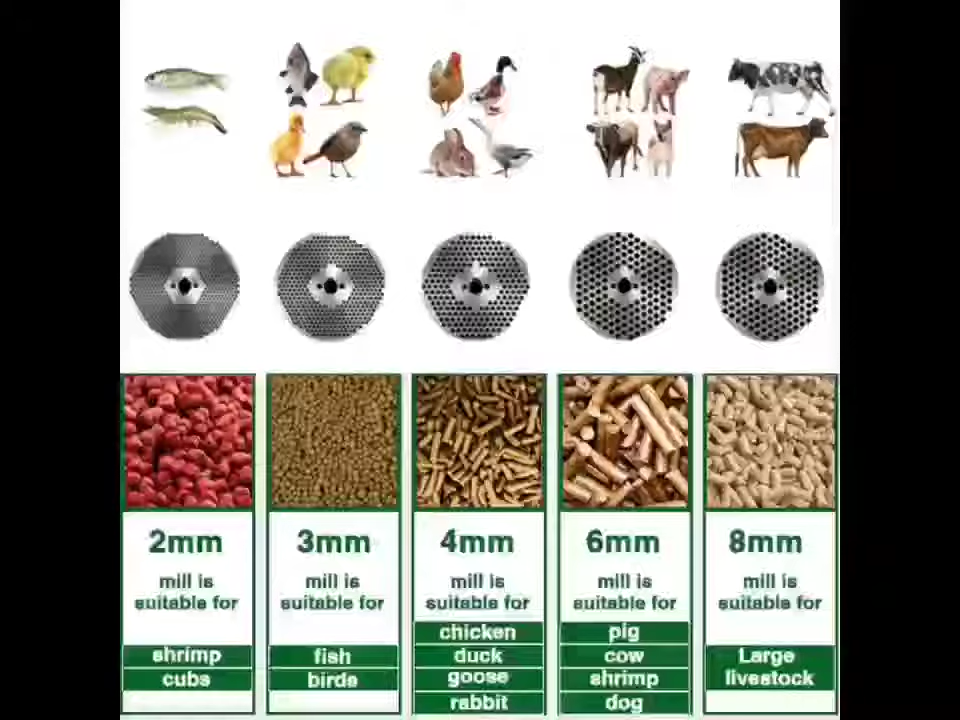 2mm
mill is
suitable for
shrimp
cubs
3mm
mill is
suitable for
fish
birds
4mm
mill is
suitable for
chicken
duck
goose
rabbit
6mm
mill is
suitable for
pig
cow
shrimp
dog
8mm
mill is
suitable for
Large
livestock